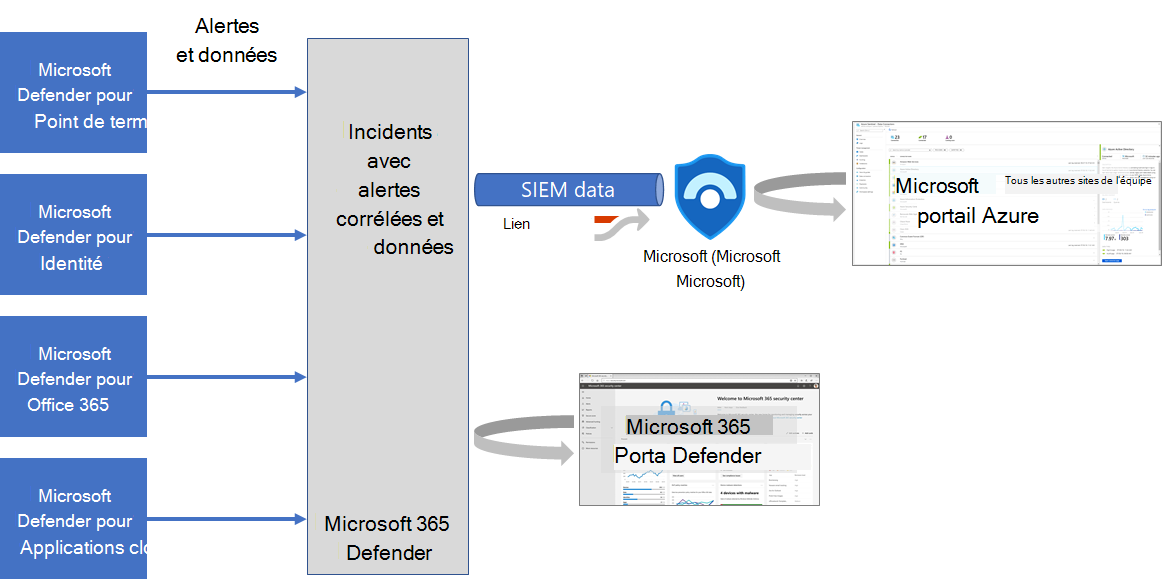 Alertes
et données
Microsoft
Defender pour
Point de term
Microsoft
Defender pour
Identité
Microsoft
Defender pour
Office 365
Microsoft
Defender pour
Applications clo
Incidents
avec
alertes
corrélées et
données
Microsoft 365
Defender
SIEM data
Lien
Microsoft (Microsoft
Microsoft)
Microsoft
portail Azure
Tous les autres sites de l'équipe
Welcome to Microsoft 365 security center
Microsoft 365
Porta Defender
4 devices with malware